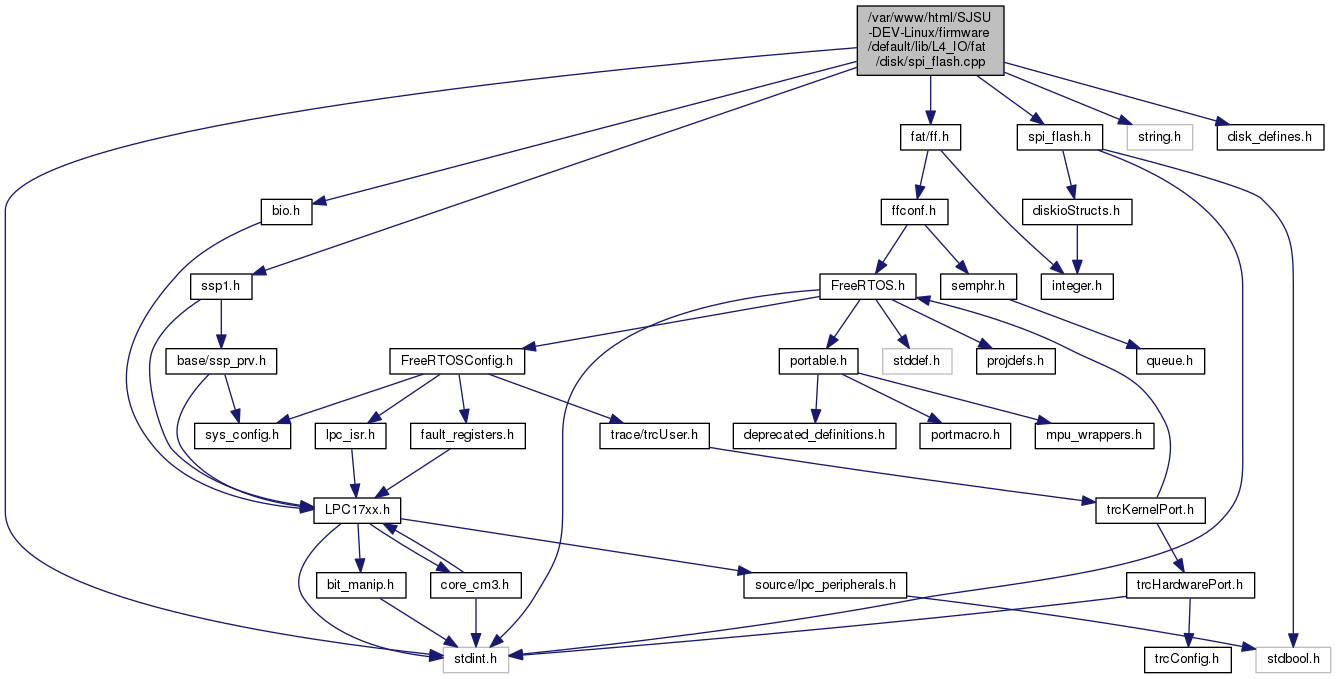 /var/www/html/SJSU
-DEV-Linux/firmware
/default/lib/L4_IO/fat
/disk/spi_flash.cpp
fat/ff.h
spi_flash.h
string.h
disk_defines.h
bio.h
ffconf.h
diskioStructs.h
ssp1.h
FreeRTOS.h
semphr.h
integer.h
base/ssp_prv.h
FreeRTOSConfig.h
portable.h
stddef.h
projdefs.h
queue.h
sys_config.h
lpc_isr.h
fault_registers.h
trace/trcUser.h
deprecated_definitions.h
portmacro.h
mpu_wrappers.h
LPC17xx.h
trcKernelPort.h
bit_manip.h
core_cm3.h
source/lpc_peripherals.h
trcHardwarePort.h
stdint.h
trcConfig.h
stdbool.h